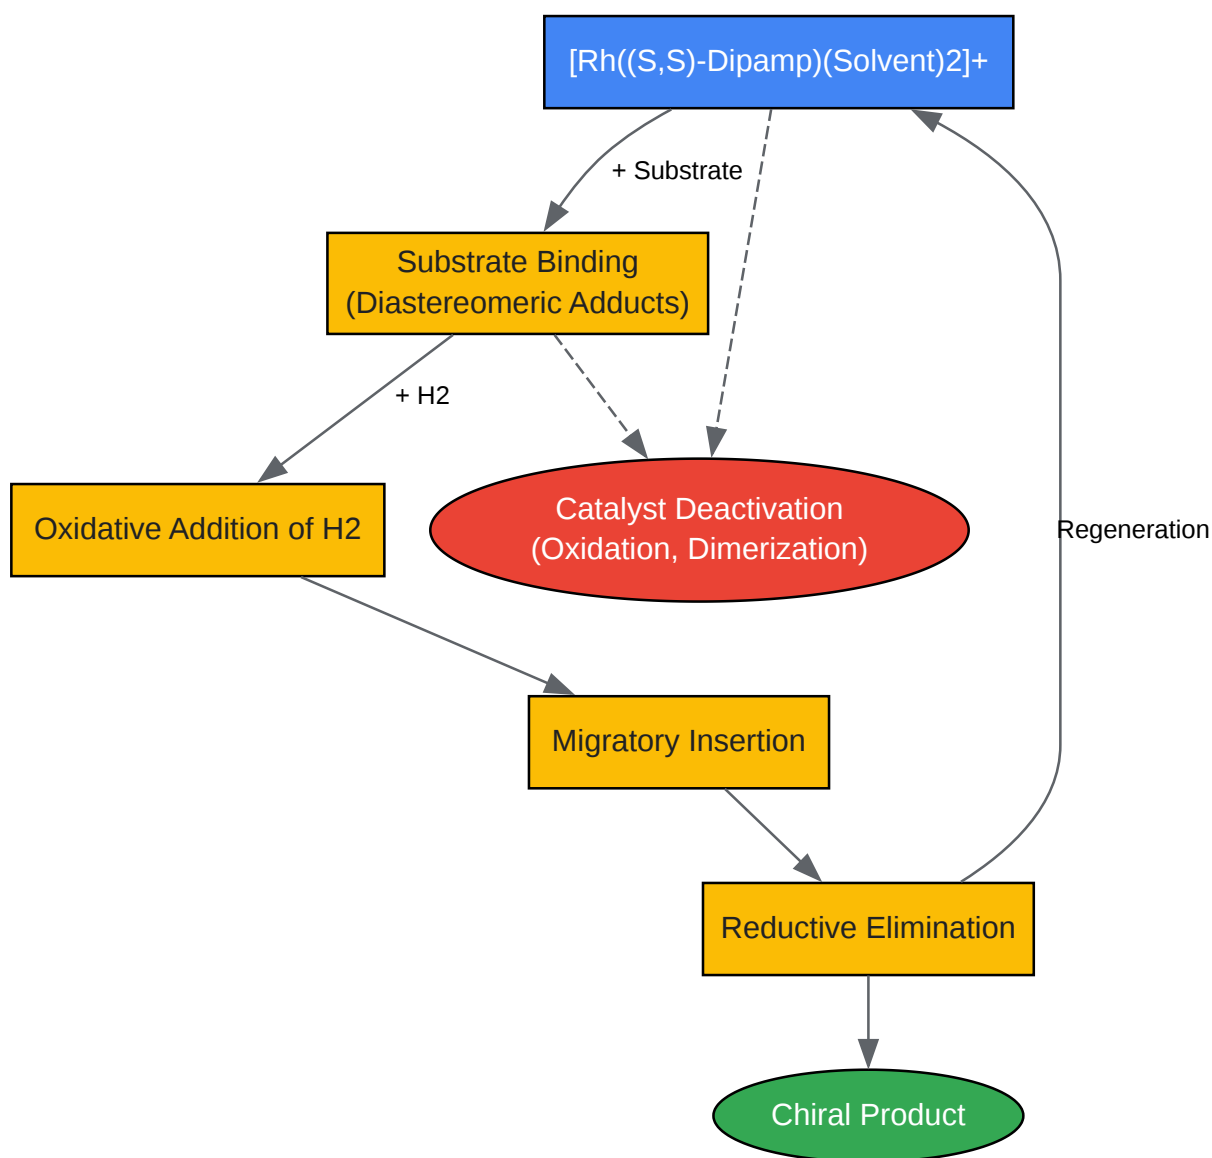 [Rh((S,S)-Dipamp)(Solvent)2]+
+ Substrate
Substrate Binding
(Diastereomeric Adducts)
+ H2
Oxidative Addition of H2
Catalyst Deactivation
(Oxidation, Dimerization)
Regeneration
Migratory Insertion
Reductive Elimination
Chiral Product